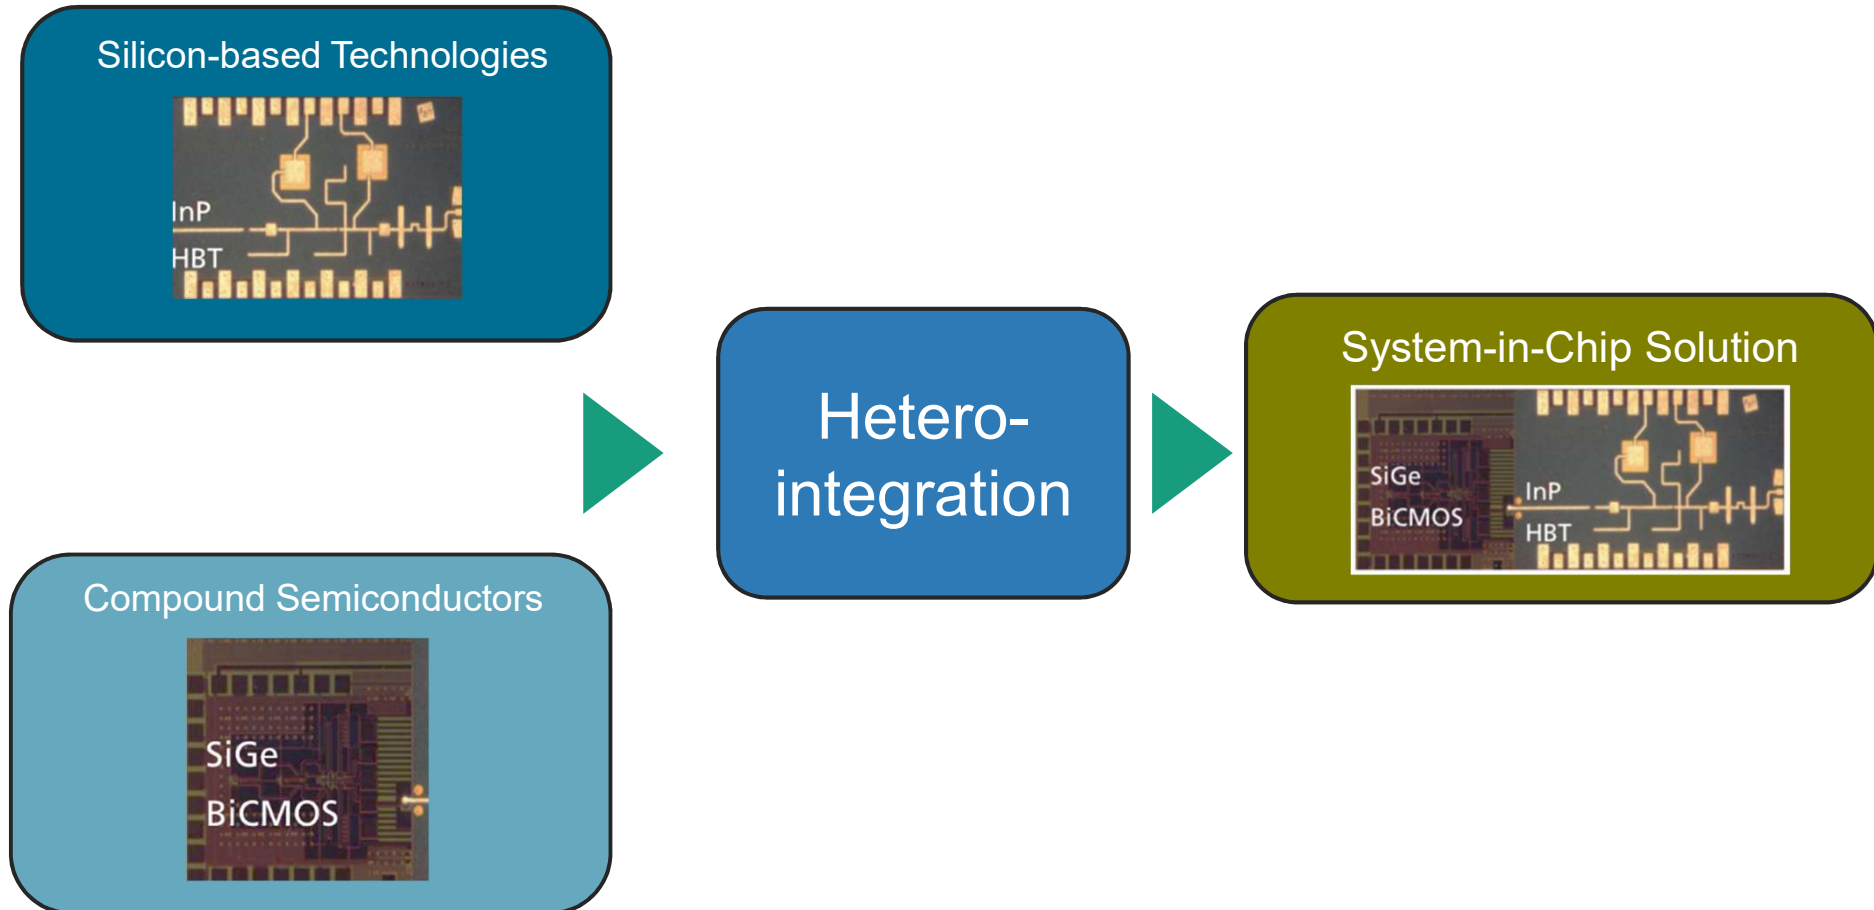 Silicon-based Technologies
InP
HBT
Compound Semiconductors
SiGe
BiCMOS
Hetero-
integration
System-in-Chip Solution
SiGe
BiCMOS
InP
HBT